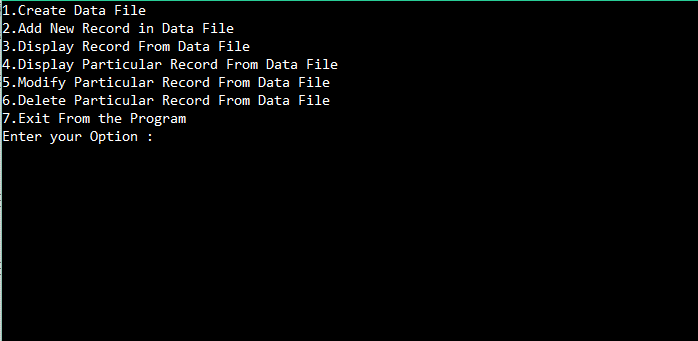 1.Create Data File
2.Add New Record in Data File
3.Display Record From Data File
4.Display Particular Record From Data File
5.Modify Particular Record From Data File
6.Delete Particular Record From Data File
7.Exit From the Program
Enter your Option :